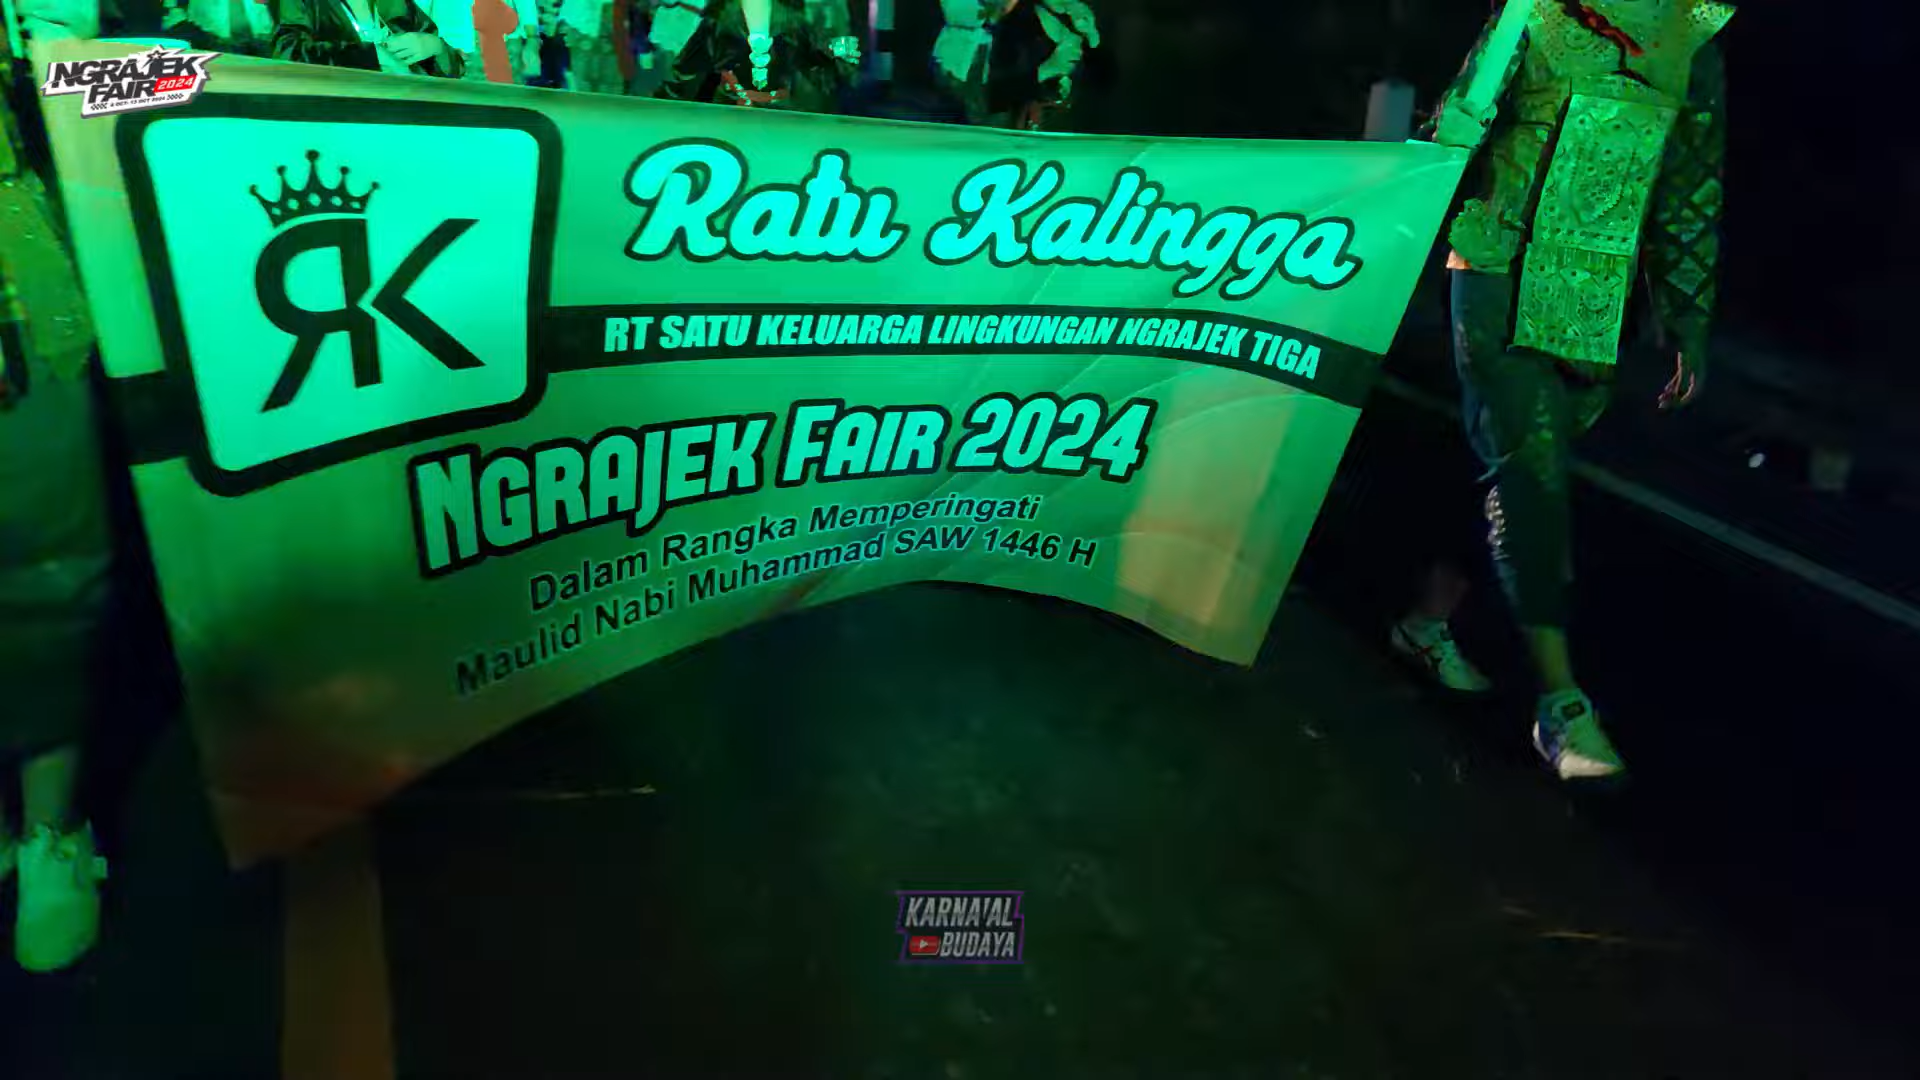 NGRAJEK
FAIR 2024
RK
Ratu Kalingga
RT SATU KELUARGA LINGKUNGAN NGRAJEK TIGA
NGRAJEK FAIR 2024
Dalam Rangka Memperingati
Maulid Nabi Muhammad SAW 1446 H
KARNAVAL
BUDAYA